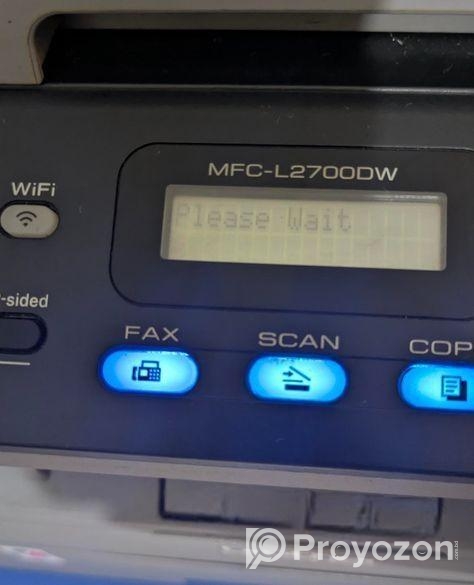 MFC-L2700DW
WiFi
Please Wait
-sided
FAX
SCAN
COP
Proyozon